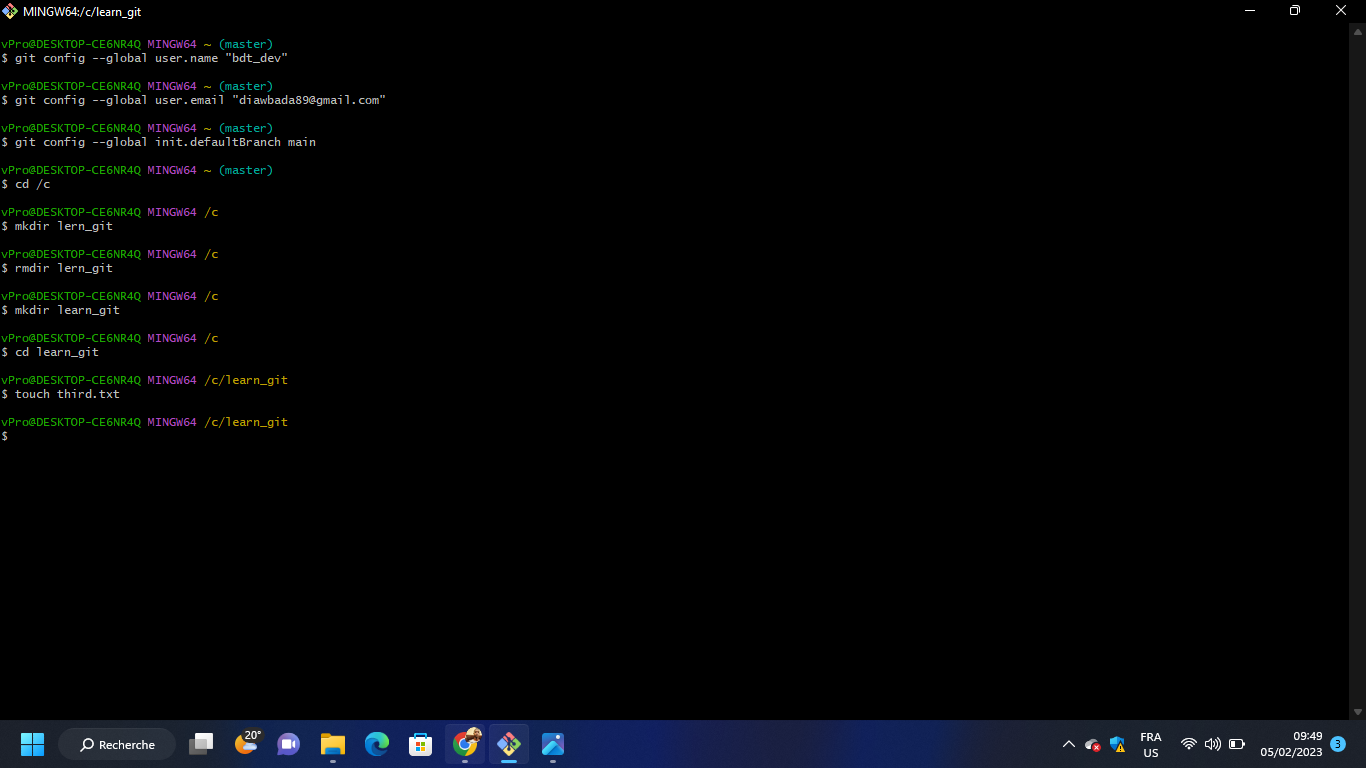 MINGW64:/c/learn_git
vPro@DESKTOP-CE6NR4Q MINGW64 ~ (master)
$ git config --global user.name "bdt_dev"
vPro@DESKTOP-CE6NR4Q MINGW64 ~ (master)
$ git config --global user.email "diawbada89@gmail.com"
vPro@DESKTOP-CE6NR4Q MINGW64 ~ (master)
$ git config --global init.defaultBranch main
vPro@DESKTOP-CE6NR4Q MINGW64 ~ (master)
$ cd /c
vPro@DESKTOP-CE6NR4Q MINGW64 /c
$ mkdir lern_git
vPro@DESKTOP-CE6NR4Q MINGW64 /c
$ rmdir lern_git
vPro@DESKTOP-CE6NR4Q MINGW64 /c
$ mkdir learn_git
vPro@DESKTOP-CE6NR4Q MINGW64 /c
$ cd learn_git
vPro@DESKTOP-CE6NR4Q MINGW64 /c/learn_git
$ touch third.txt
vPro@DESKTOP-CE6NR4Q MINGW64 /c/learn_git
$
Recherche
20°
FRA
US
09:49
05/02/2023
3